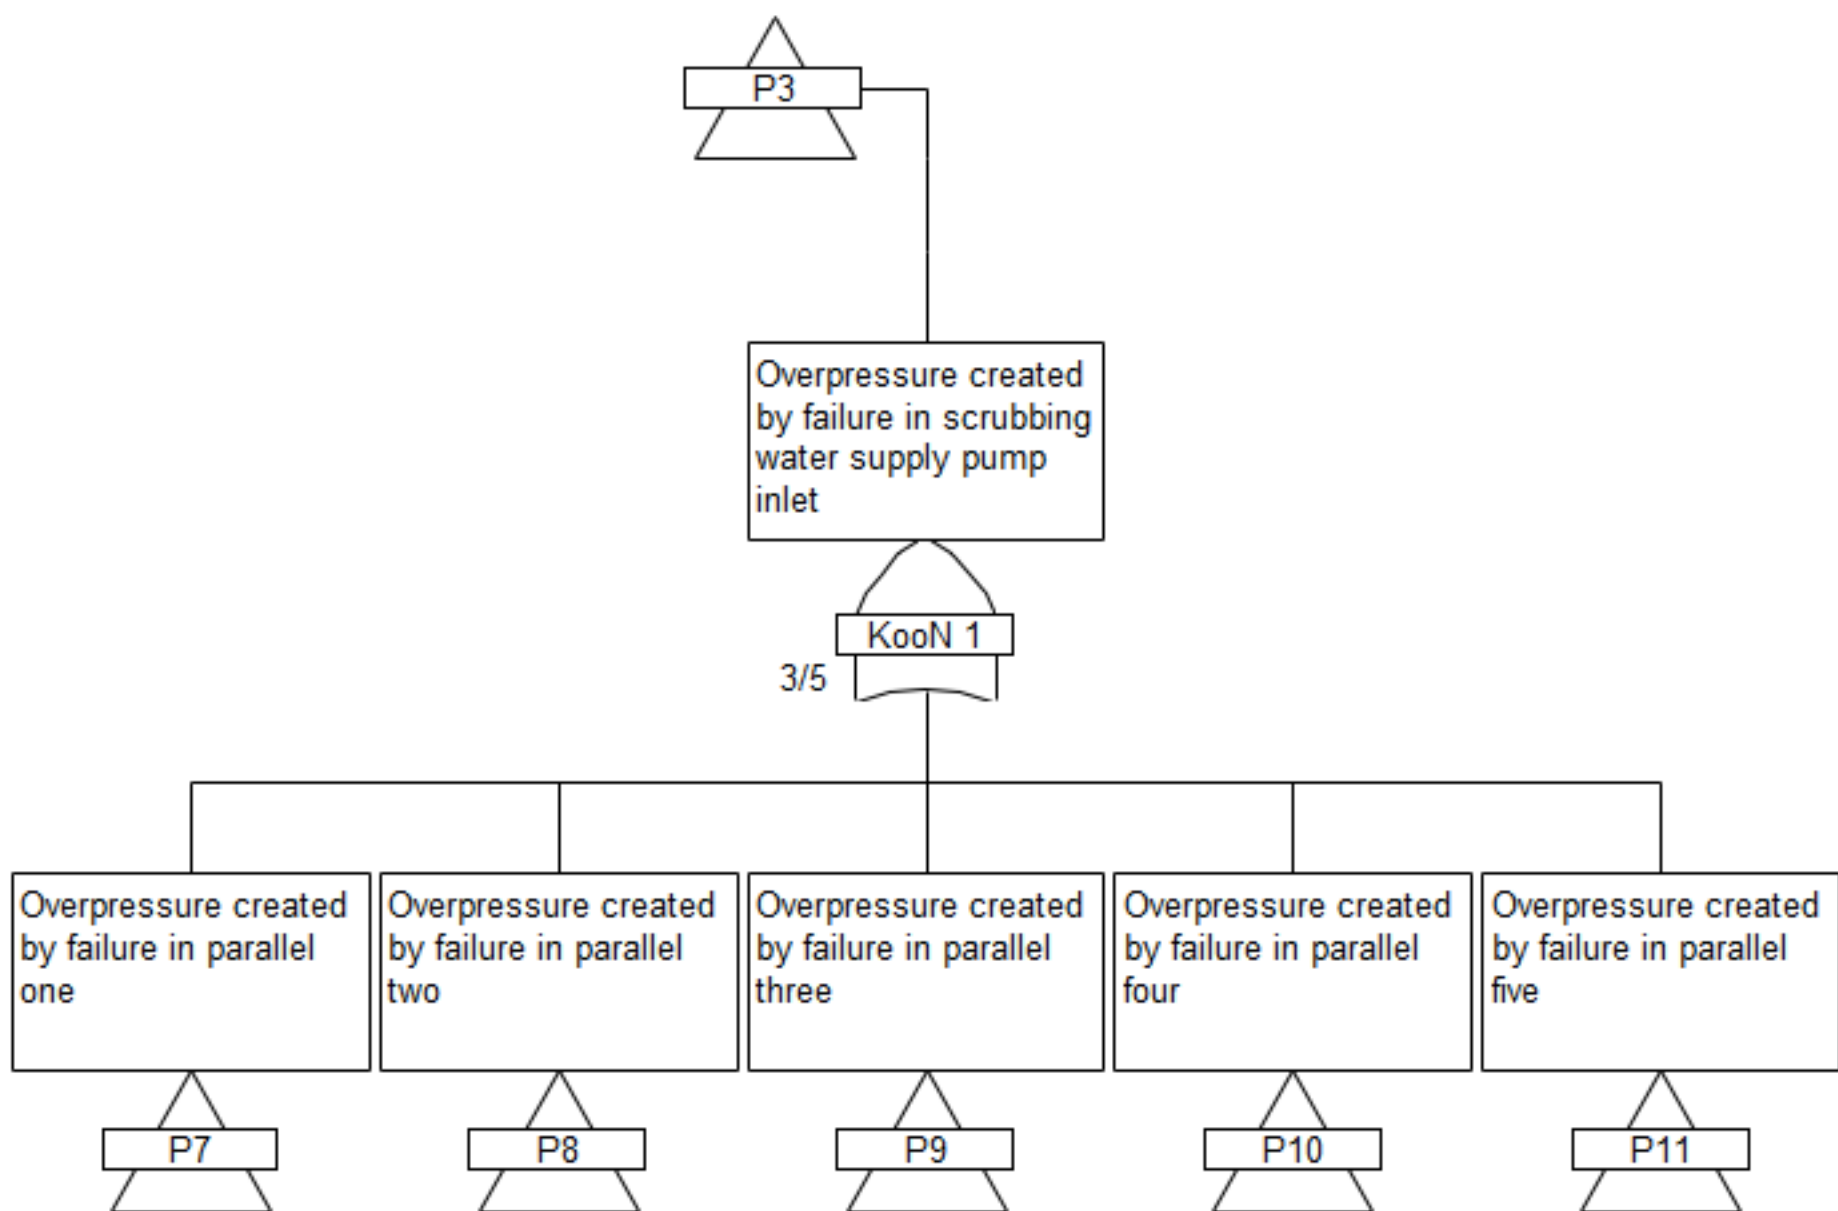 P3
Overpressure created
by failure in scrubbing
water supply pump
inlet
KooN 1
3/5
Overpressure created
by failure in parallel
one
Overpressure created
by failure in parallel
two
Overpressure created
by failure in parallel
three
Overpressure created
by failure in parallel
four
Overpressure created
by failure in parallel
five
P7
P8
P9
P10
P11